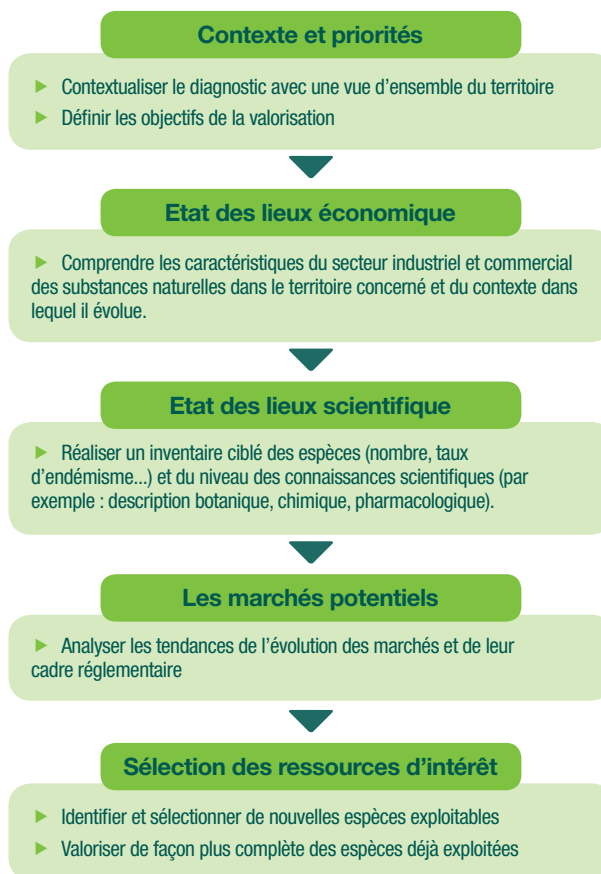 Contexte et priorités
► Contextualiser le diagnostic avec une vue d'ensemble du territoire
► Définir les objectifs de la valorisation
Etat des lieux économique
► Comprendre les caractéristiques du secteur industriel et commercial
des substances naturelles dans le territoire concerné et du contexte dans
lequel il évolue.
Etat des lieux scientifique
► Réaliser un inventaire ciblé des espèces (nombre, taux
d'endémisme...) et du niveau des connaissances scientifiques (par
exemple : description botanique, chimique, pharmacologique).
Les marchés potentiels
► Analyser les tendances de l'évolution des marchés et de leur
cadre réglementaire
Sélection des ressources d'intérêt
► Identifier et sélectionner de nouvelles espèces exploitables
► Valoriser de façon plus complète des espèces déjà exploitées